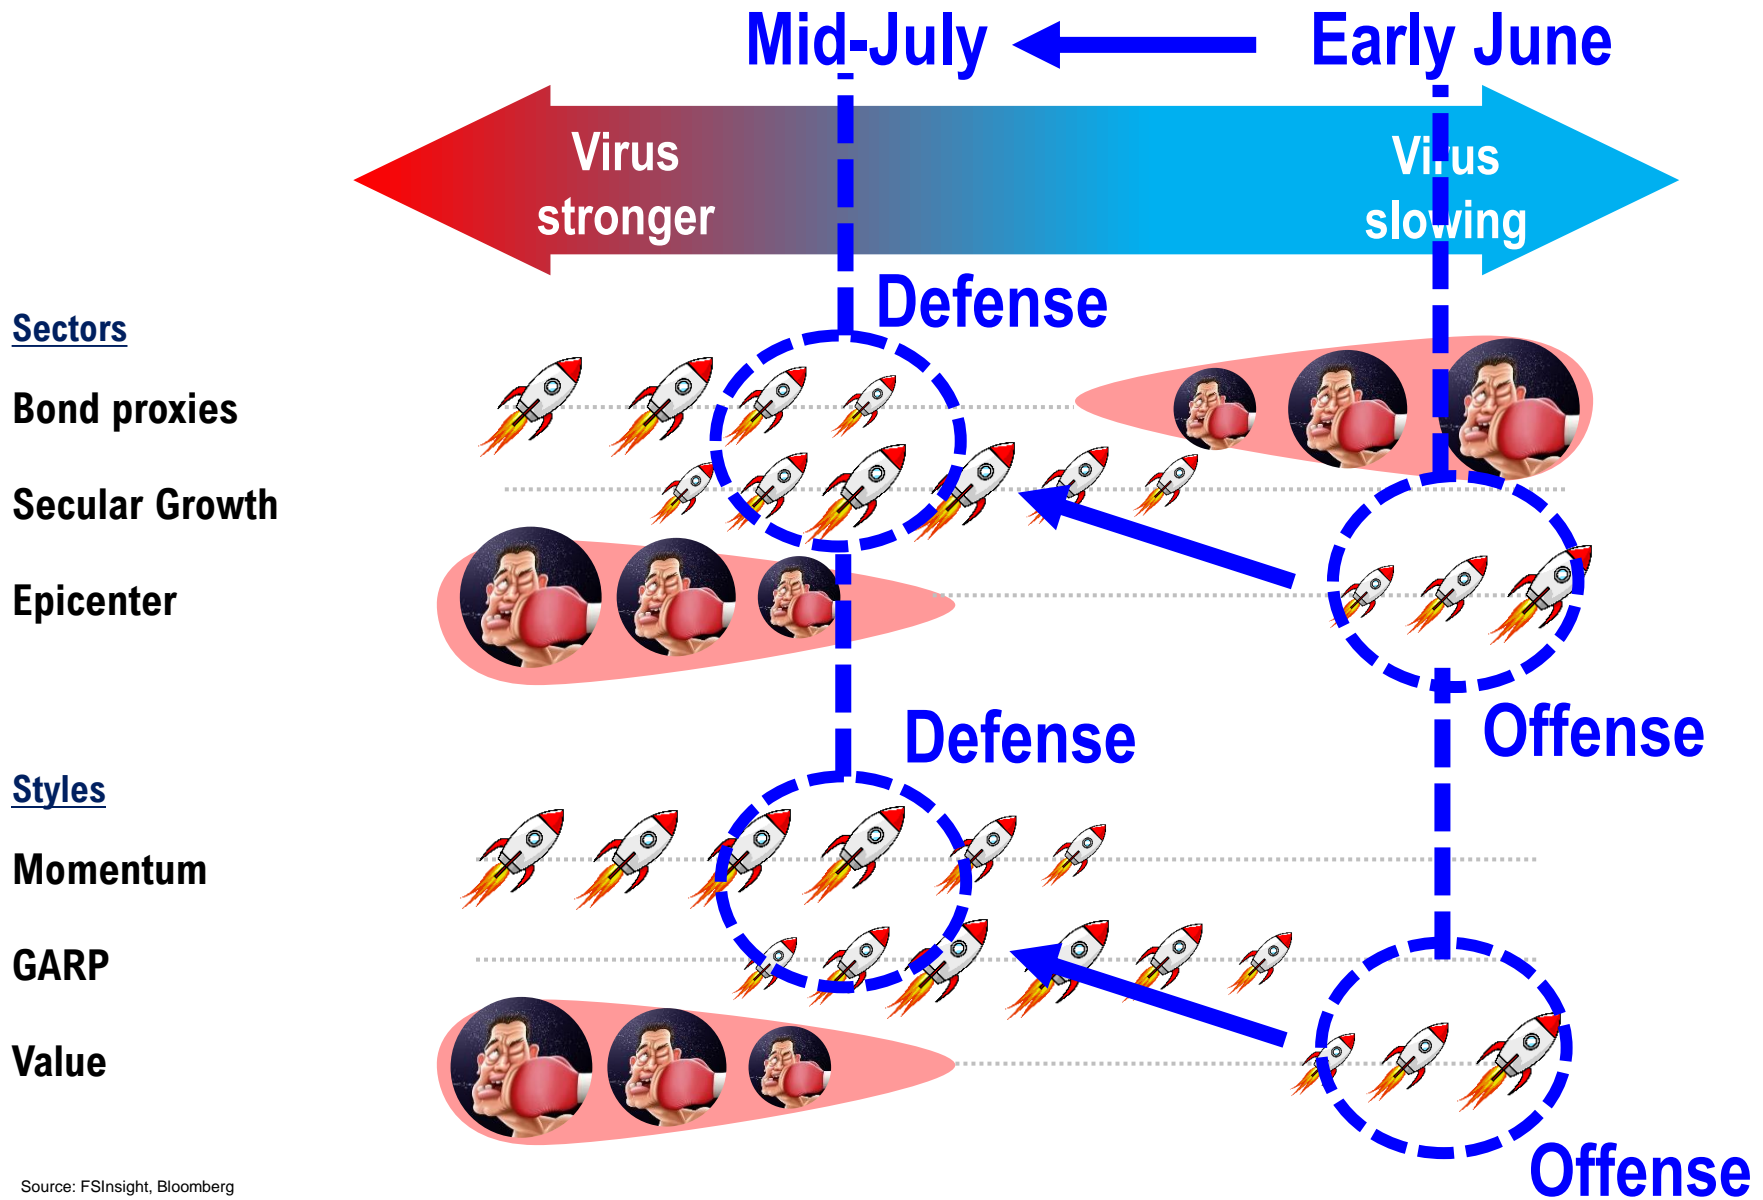 Mid-July
Early June
Virus
stronger
Virus
slowing
Defense
Sectors
Bond proxies
Secular Growth
Epicenter
Offense
Defense
Styles
Momentum
GARP
Value
Offense
Source: FSInsight, Bloomberg